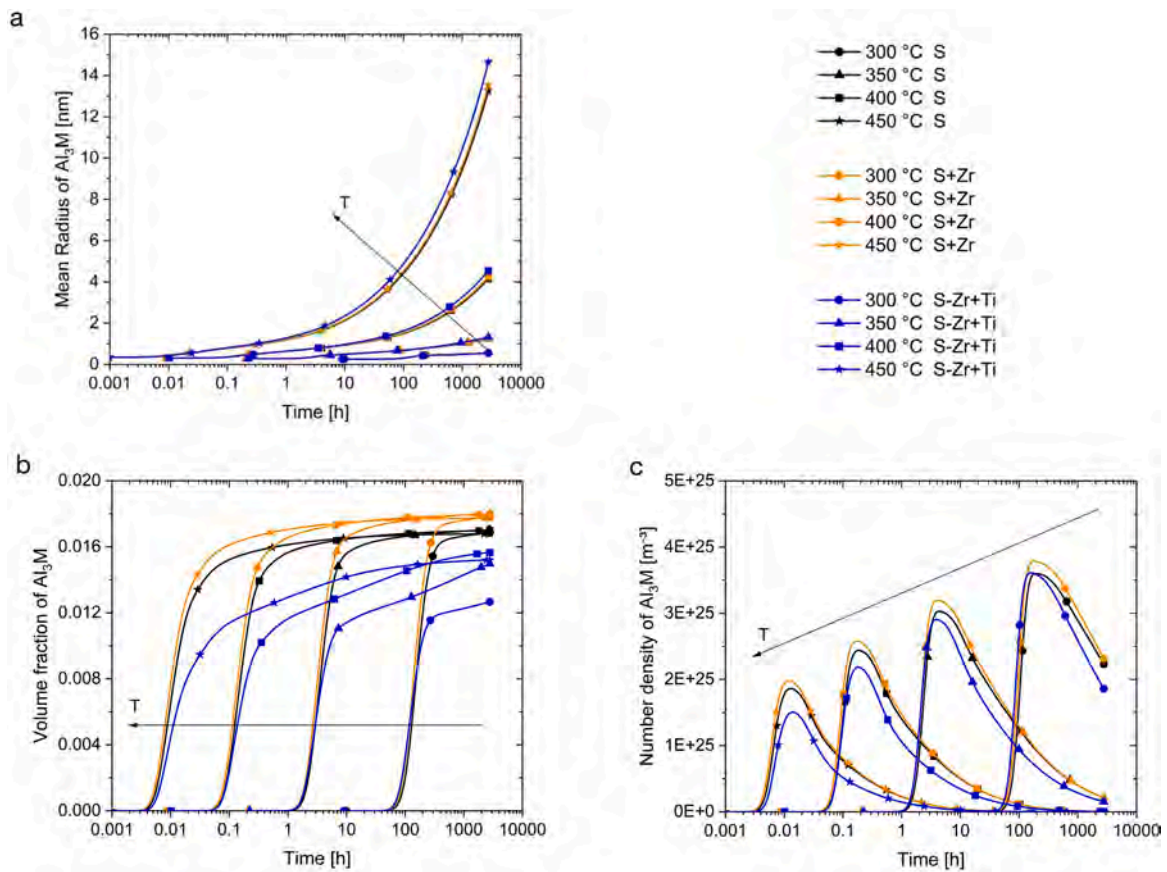 a
16
14
12
10
8
6
4
2
0
Mean Radius of Al₃M [nm]
T
0.001 0.01 0.1 1 10 100 1000 10000
Time [h]
300 °C S
350 °C S
400 °C S
450 °C S
300 °C S+Zr
350 °C S+Zr
400 °C S+Zr
450 °C S+Zr
300 °C S-Zr+Ti
350 °C S-Zr+Ti
400 °C S-Zr+Ti
450 °C S-Zr+Ti
b
0.020
0.016
0.012
0.008
0.004
0.000
Volume fraction of Al₃M
T
0.001 0.01 0.1 1 10 100 1000 10000
Time [h]
c
5E+25
4E+25
3E+25
2E+25
1E+25
0E+0
Number density of Al₃M [m⁻³]
T
0.001 0.01 0.1 1 10 100 1000 10000
Time [h]